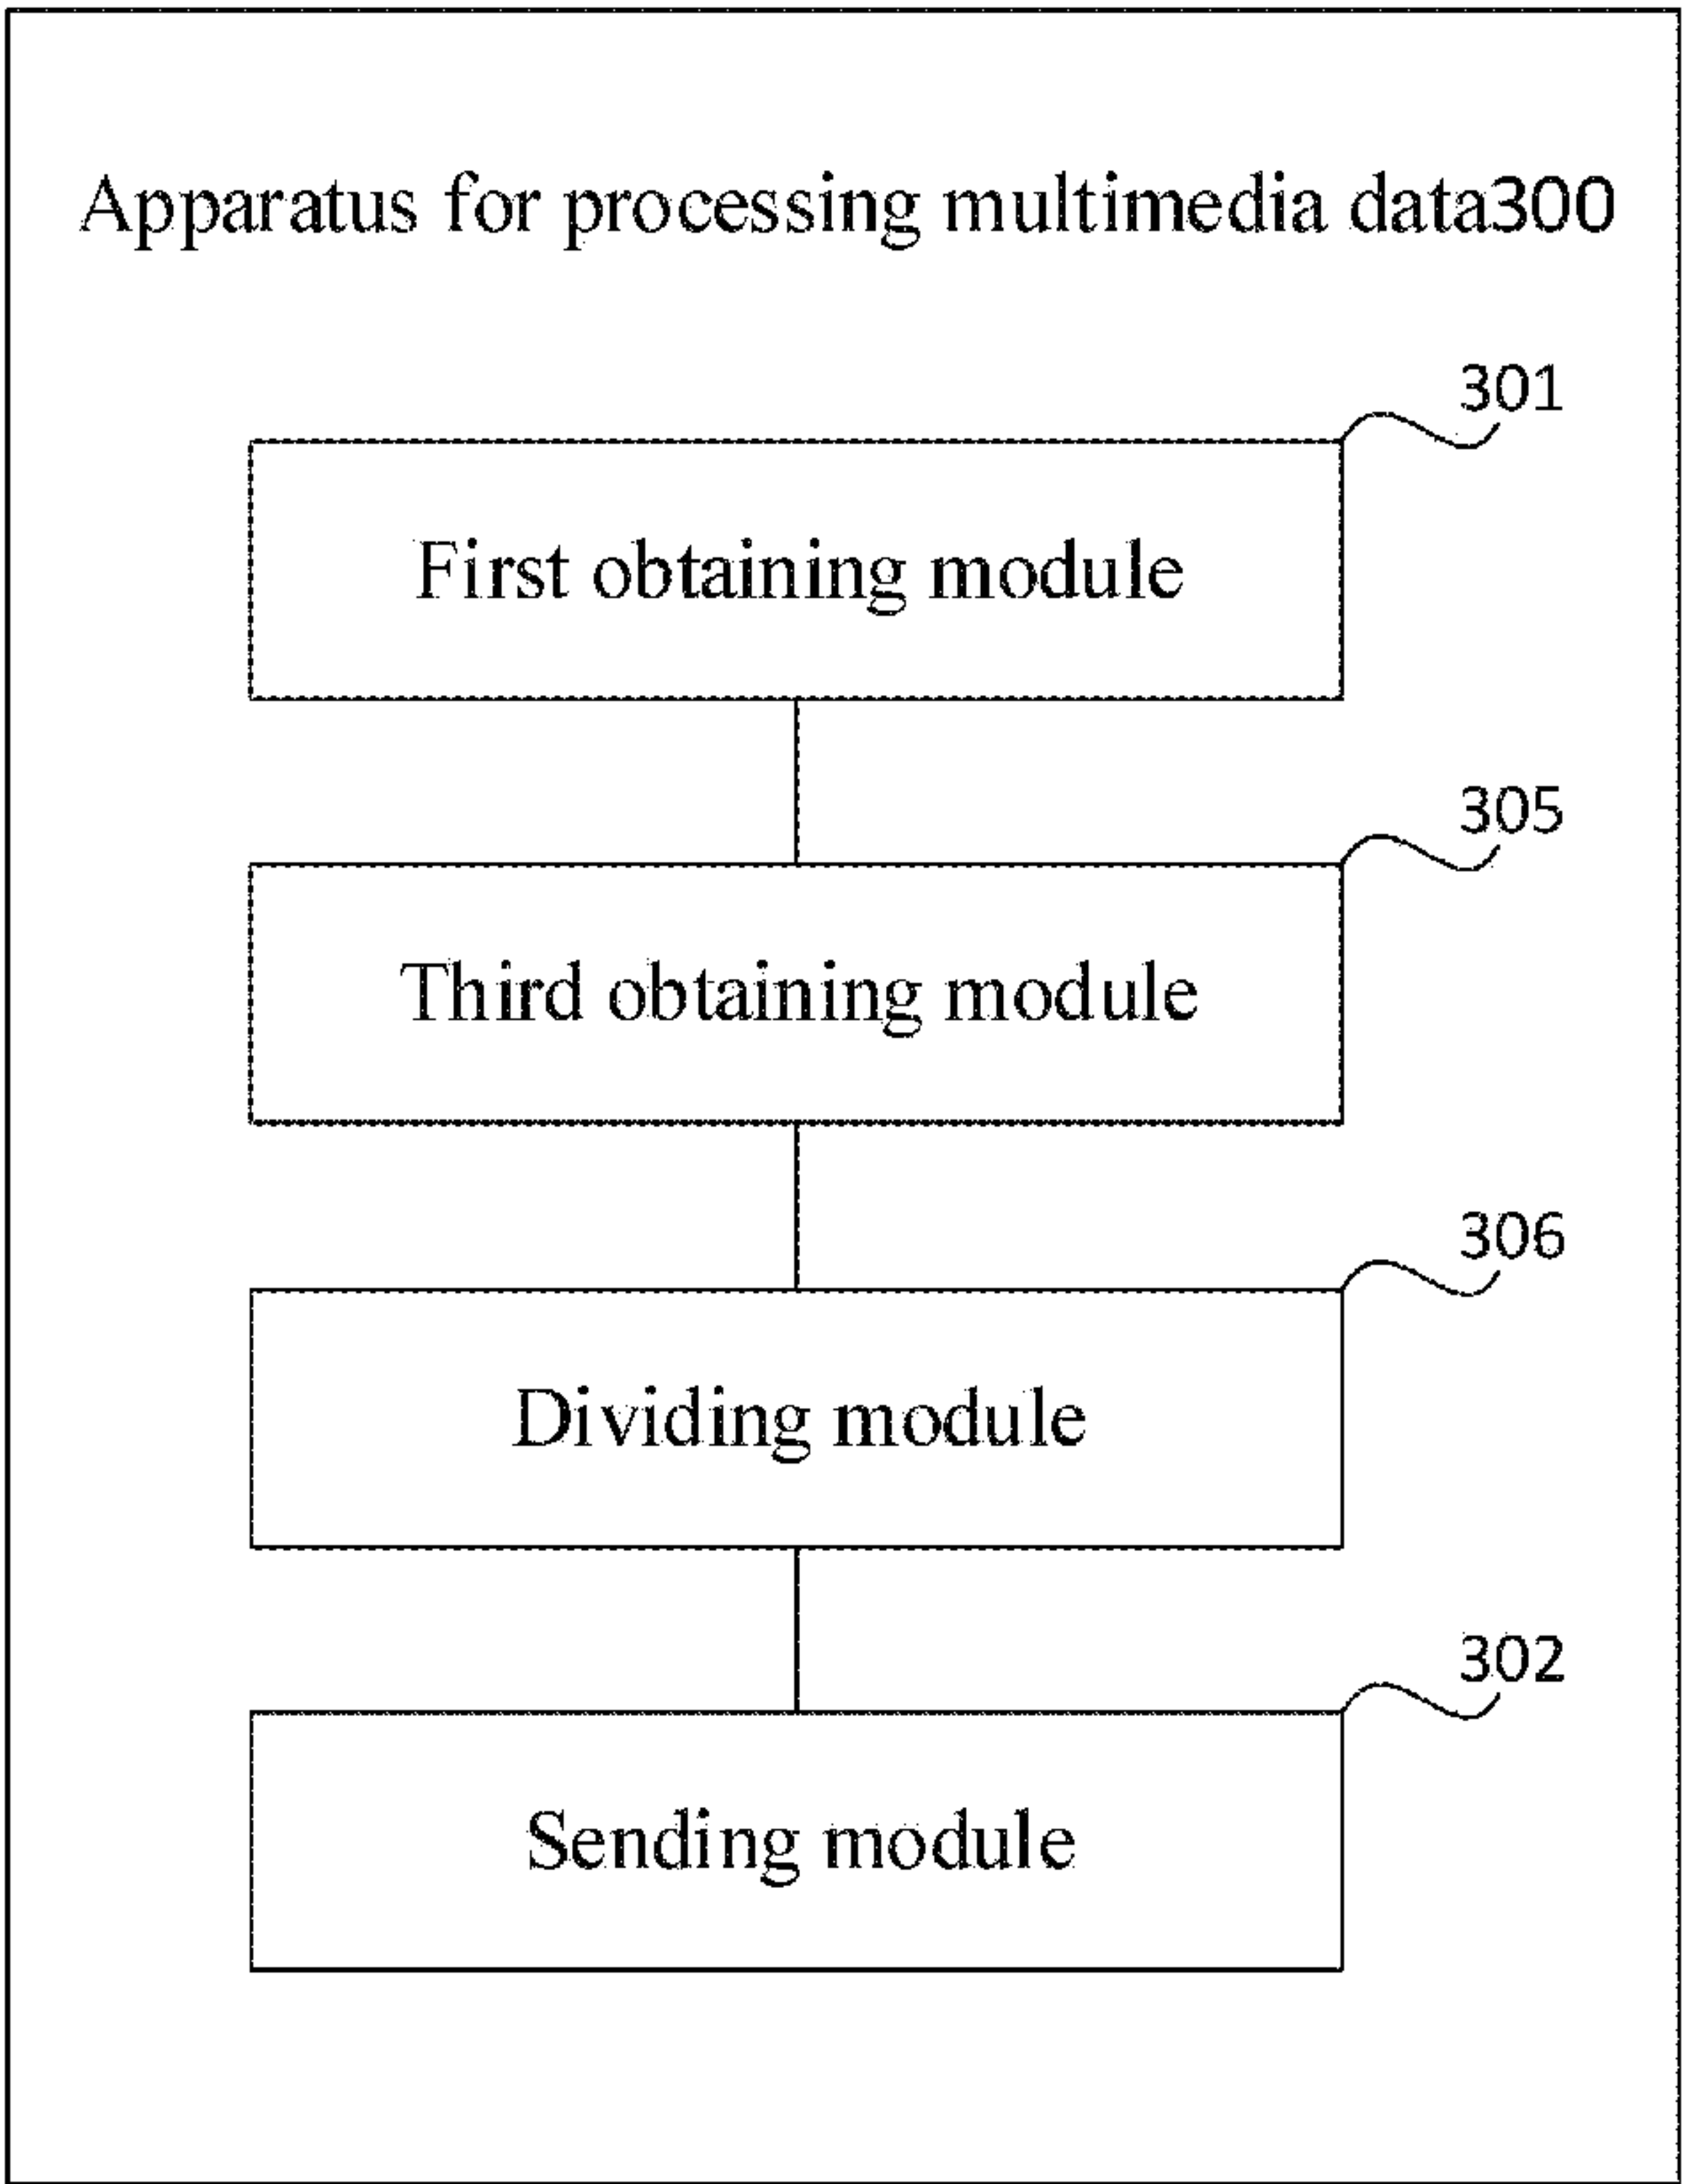 Apparatus for processing multimedia data300
301
First obtaining module
305
Third obtaining module
306
Dividing module
302
Sending module